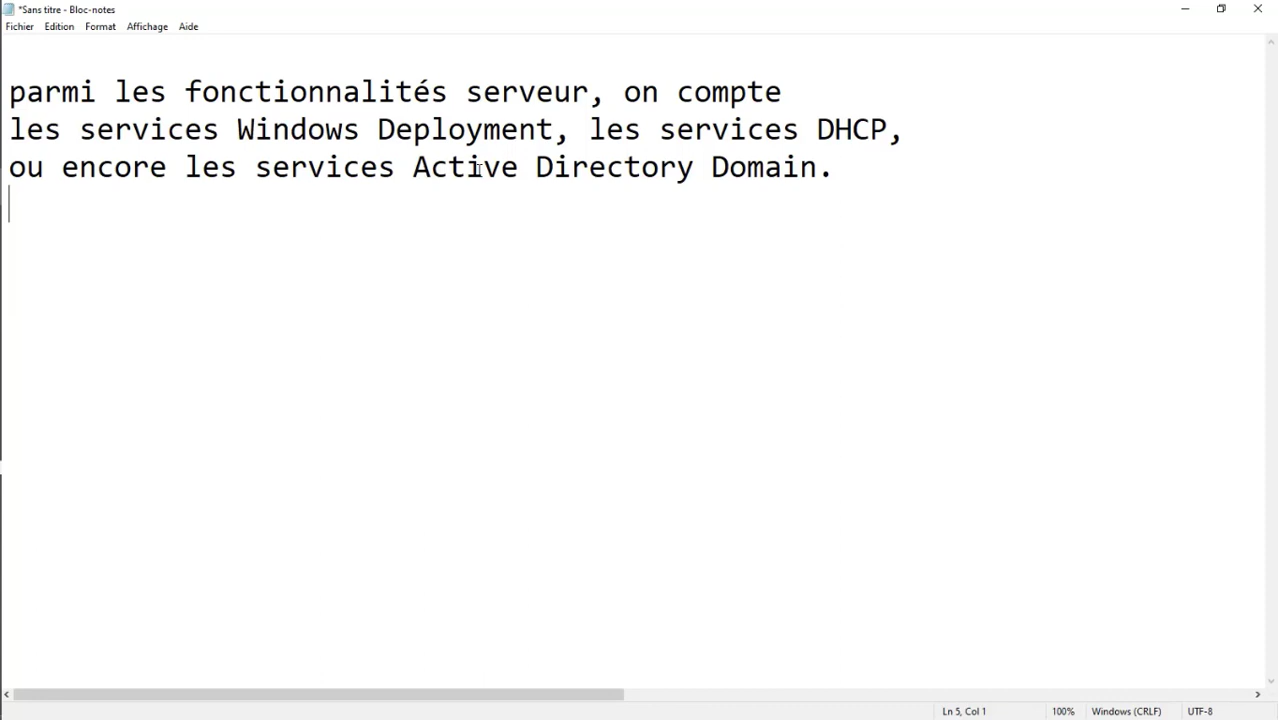 *Sans titre - Bloc-notes
Fichier Edition Format Affichage Aide
parmi les fonctionnalités serveur, on compte
les services Windows Deployment, les services DHCP,
ou encore les services Active Directory Domain.
Ln 5, Col 1 100% Windows (CRLF) UTF-8